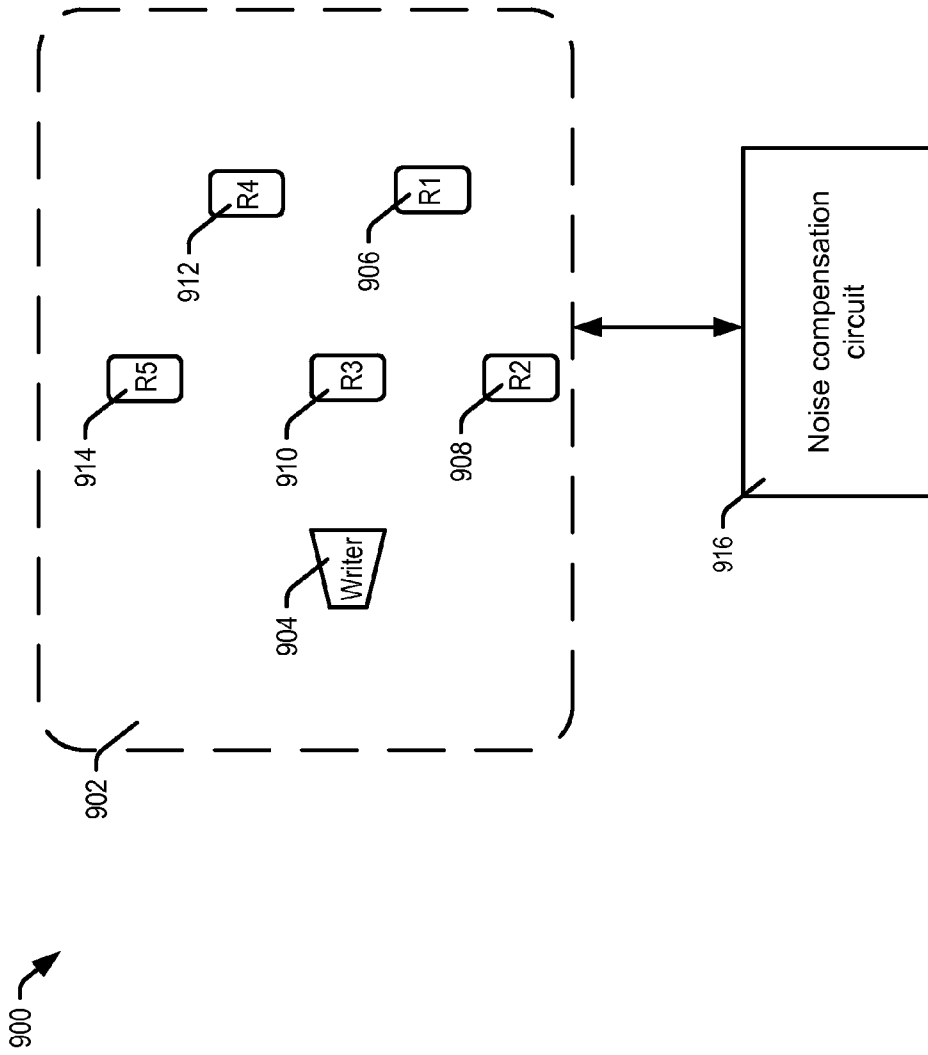 900
902
904
Writer
914
R5
910
R3
908
R2
912
R4
906
R1
916
Noise compensation
circuit